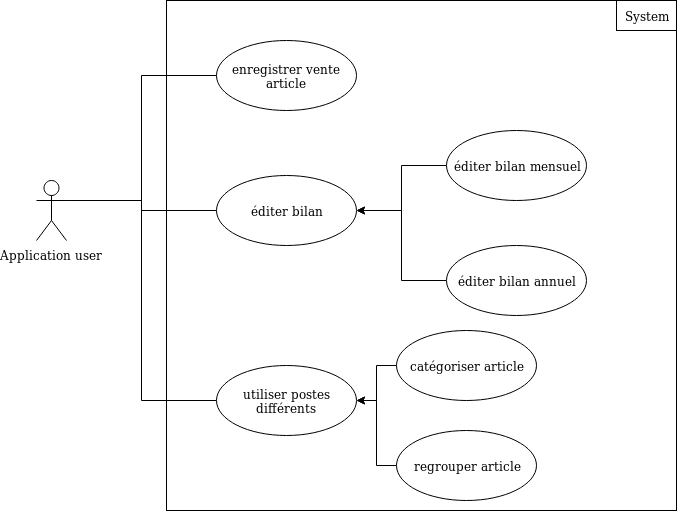 System
enregistrer vente
article
éditer bilan mensuel
Application user
éditer bilan
éditer bilan annuel
catégoriser article
utiliser postes
différents
regrouper article